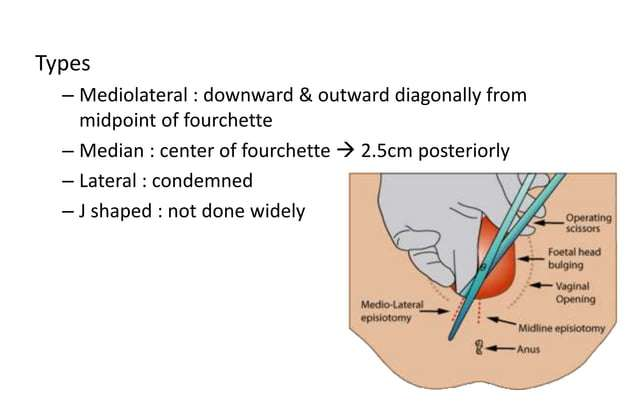 Types
– Mediolateral : downward & outward diagonally from
midpoint of fourchette
– Median : center of fourchette → 2.5cm posteriorly
– Lateral : condemned
– J shaped : not done widely
Operating
scissors
Foetal head
bulging
Vaginal
Opening
Medio-Lateral
episiotomy
Midline episiotomy
Anus